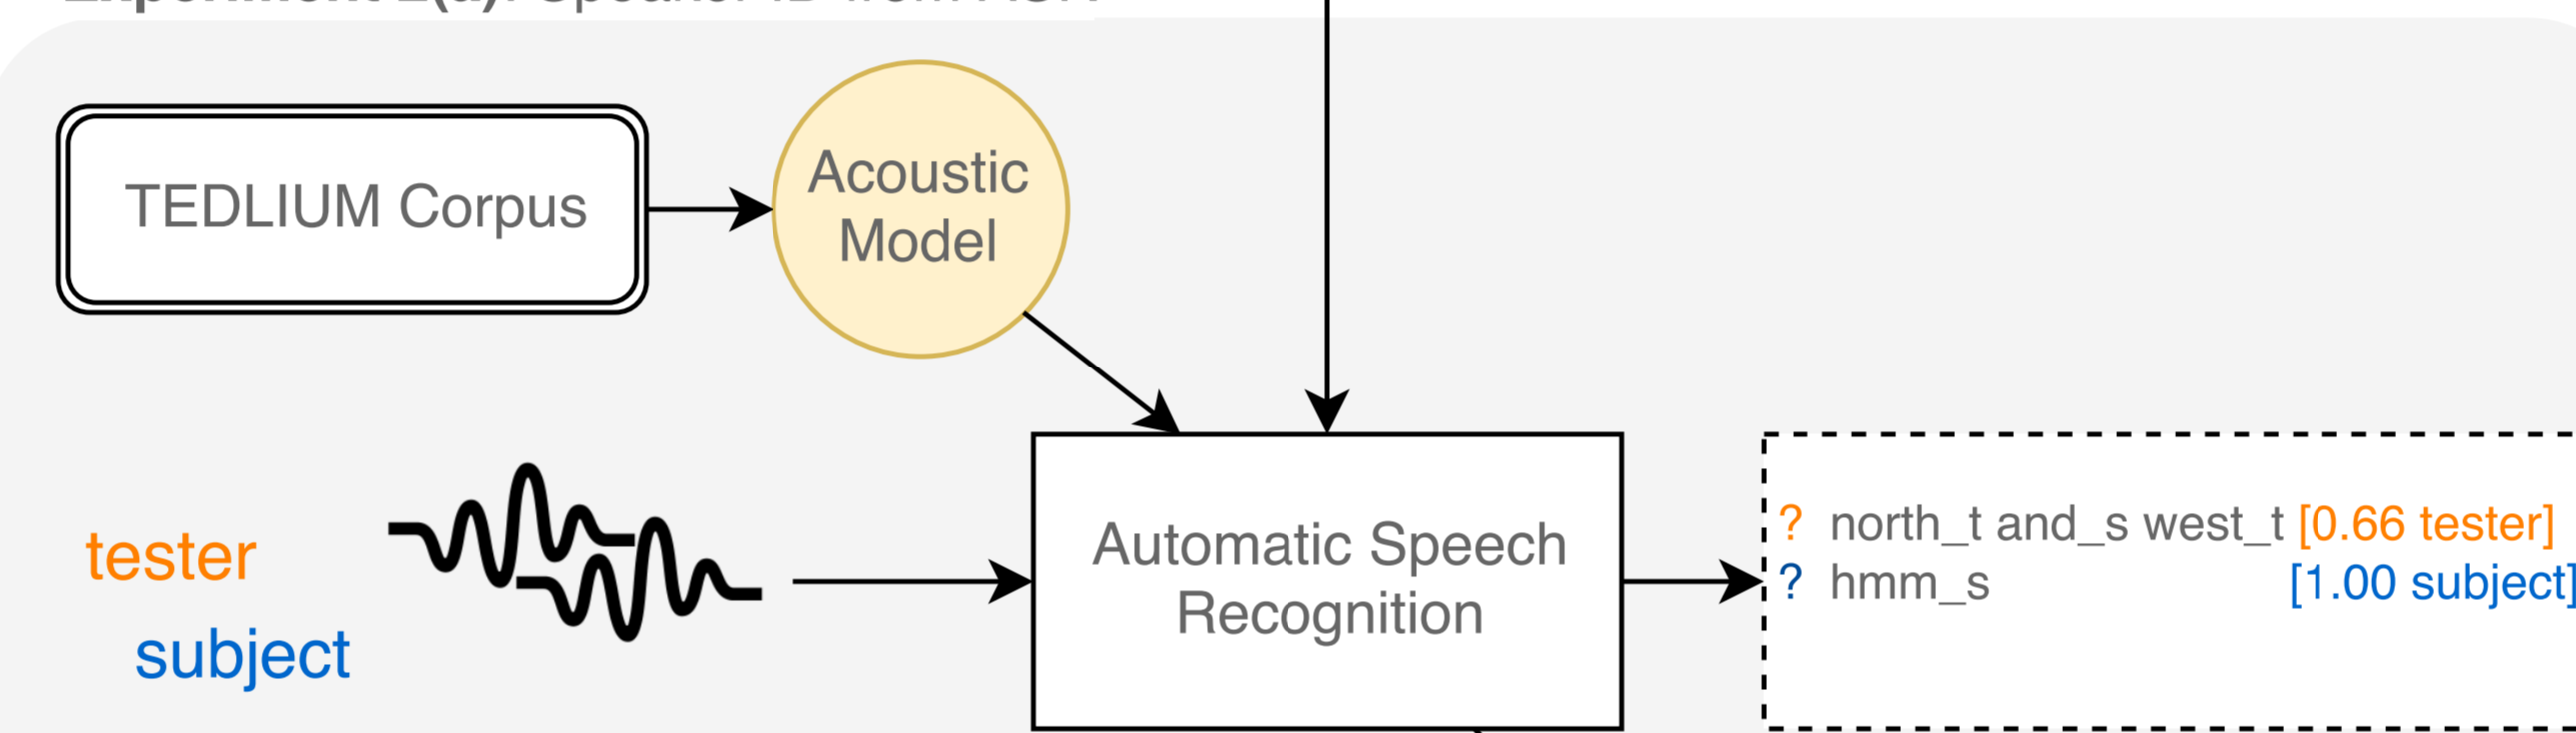 TEDLIUM Corpus
Acoustic
Model
tester
subject
Automatic Speech
Recognition
? north_t and_s west_t [0.66 tester]
? hmm_s [1.00 subject]